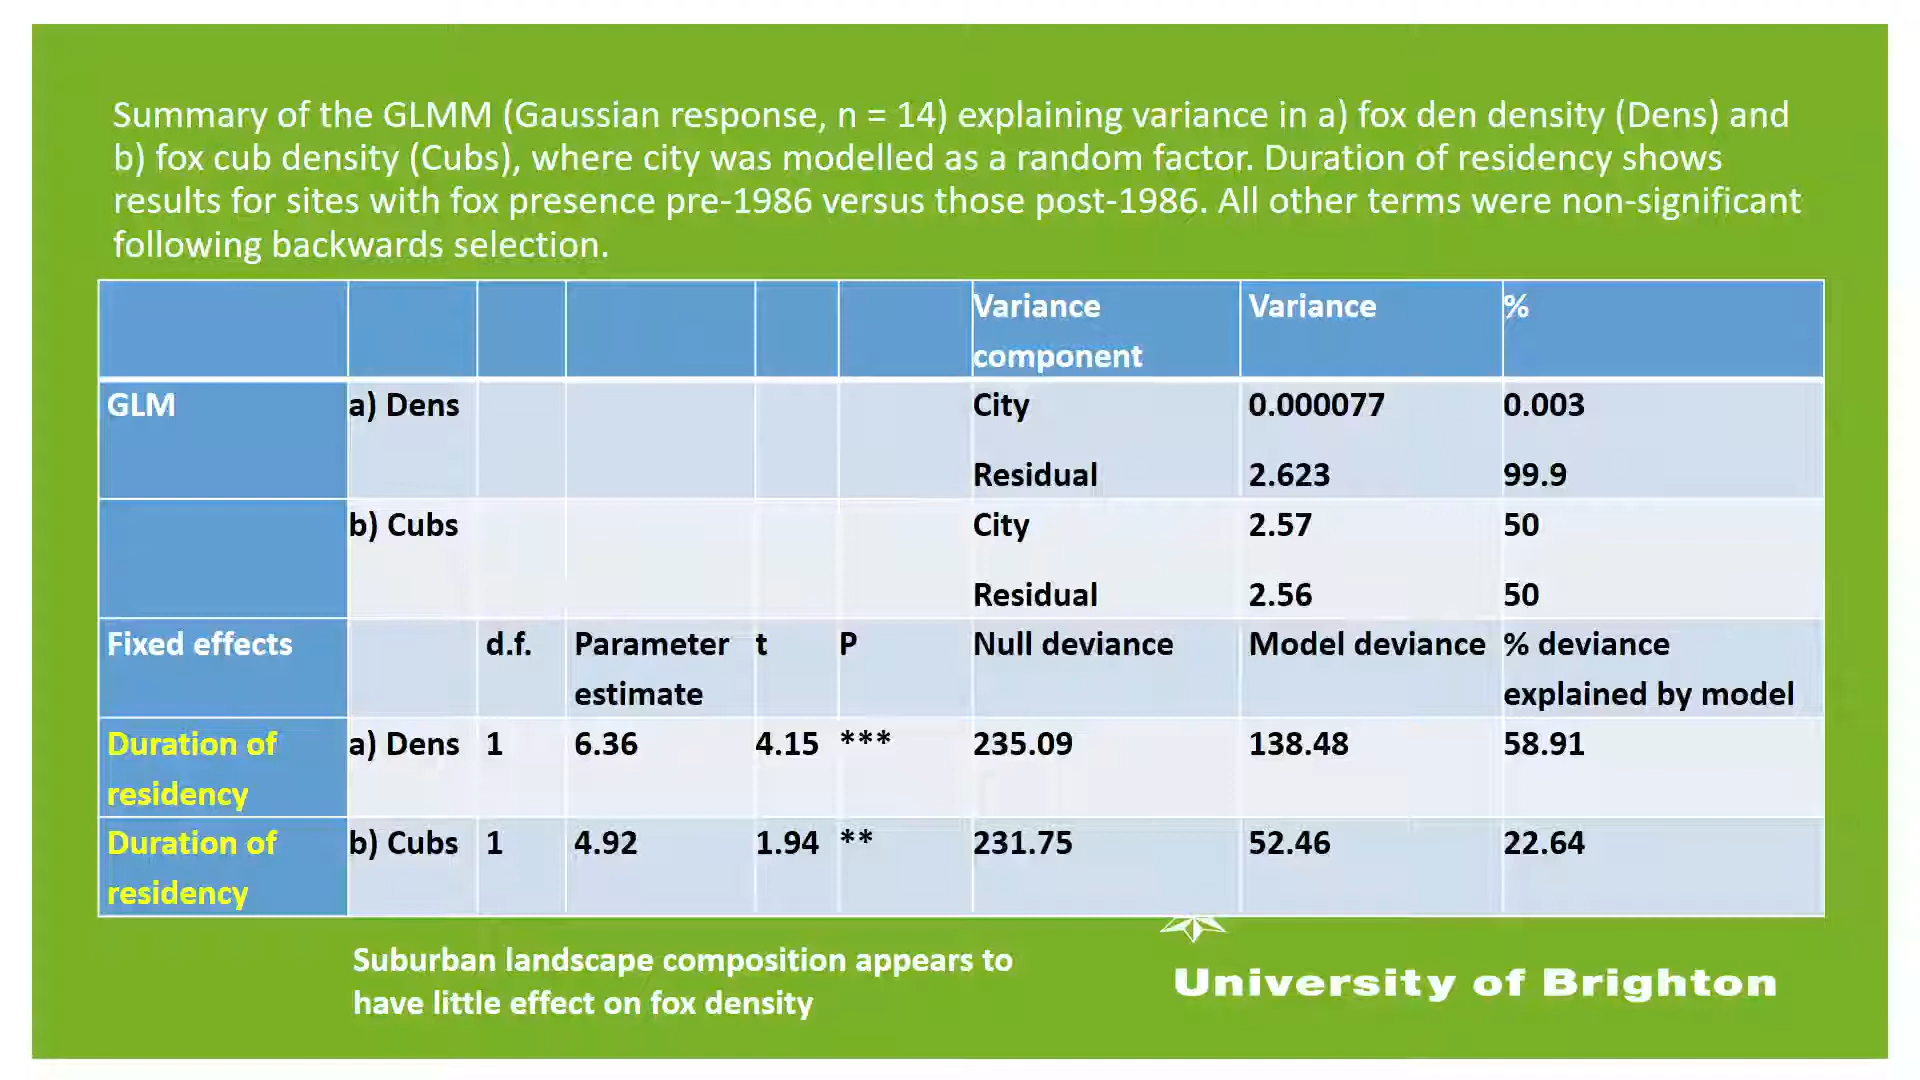 Summary of the GLMM (Gaussian response, n = 14) explaining variance in a) fox den density (Dens) and
b) fox cub density (Cubs), where city was modelled as a random factor. Duration of residency shows
results for sites with fox presence pre-1986 versus those post-1986. All other terms were non-significant
following backwards selection.
Variance component Variance %
GLM a) Dens City 0.000077 0.003
Residual 2.623 99.9
b) Cubs City 2.57 50
Residual 2.56 50
Fixed effects d.f. Parameter estimate t P Null deviance Model deviance % deviance explained by model
Duration of residency a) Dens 1 6.36 4.15 *** 235.09 138.48 58.91
Duration of residency b) Cubs 1 4.92 1.94 ** 231.75 52.46 22.64
Suburban landscape composition appears to
have little effect on fox density
University of Brighton